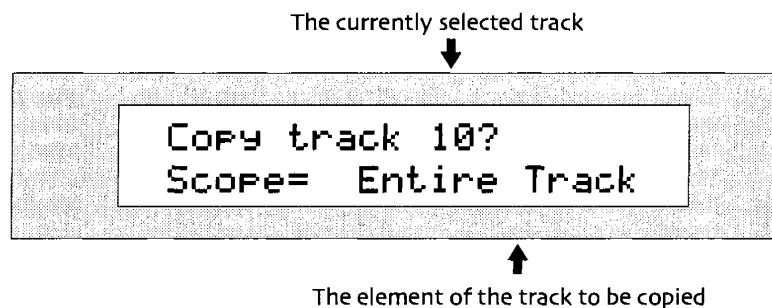 The currently selected track
Copy track 10?
Scope= Entire Track
The element of the track to be copied